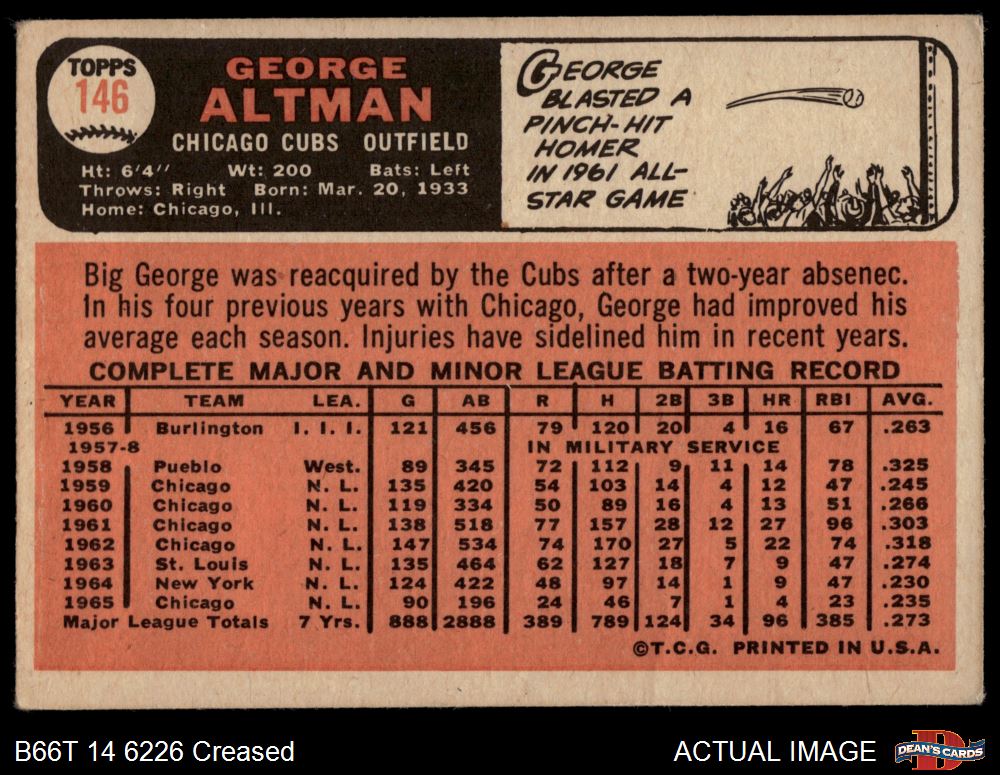 TOPPS
146
GEORGE
ALTMAN
CHICAGO CUBS OUTFIELD
Ht: 6'4'' Wt: 200 Bats: Left
Throws: Right Born: Mar. 20, 1933
Home: Chicago, Ill.
GEORGE
BLASTED A
PINCH-HIT
HOMER
IN 1961 ALL-
STAR GAME
Big George was reacquired by the Cubs after a two-year absenec.
In his four previous years with Chicago, George had improved his
average each season. Injuries have sidelined him in recent years.
COMPLETE MAJOR AND MINOR LEAGUE BATTING RECORD
YEAR TEAM LEA. G AB R H 2B 3B HR RBI AVG.
1956 Burlington I. I. I. 121 456 79 120 20 4 16 67 .263
1957-8 IN MILITARY SERVICE
1958 Pueblo West. 89 345 72 112 9 11 14 78 .325
1959 Chicago N. L. 135 420 54 103 14 4 12 47 .245
1960 Chicago N. L. 119 334 50 89 16 4 13 51 .266
1961 Chicago N. L. 138 518 77 157 28 12 27 96 .303
1962 Chicago N. L. 147 534 74 170 27 5 22 74 .318
1963 St. Louis N. L. 135 464 62 127 18 7 9 47 .274
1964 New York N. L. 124 422 48 97 14 1 9 47 .230
1965 Chicago N. L. 90 196 24 46 7 1 4 23 .235
Major League Totals 7 Yrs. 888 2888 389 789 124 34 96 385 .273
©T.C.G. PRINTED IN U.S.A.
B66T 14 6226 Creased
ACTUAL IMAGE
DEAN'S CARDS